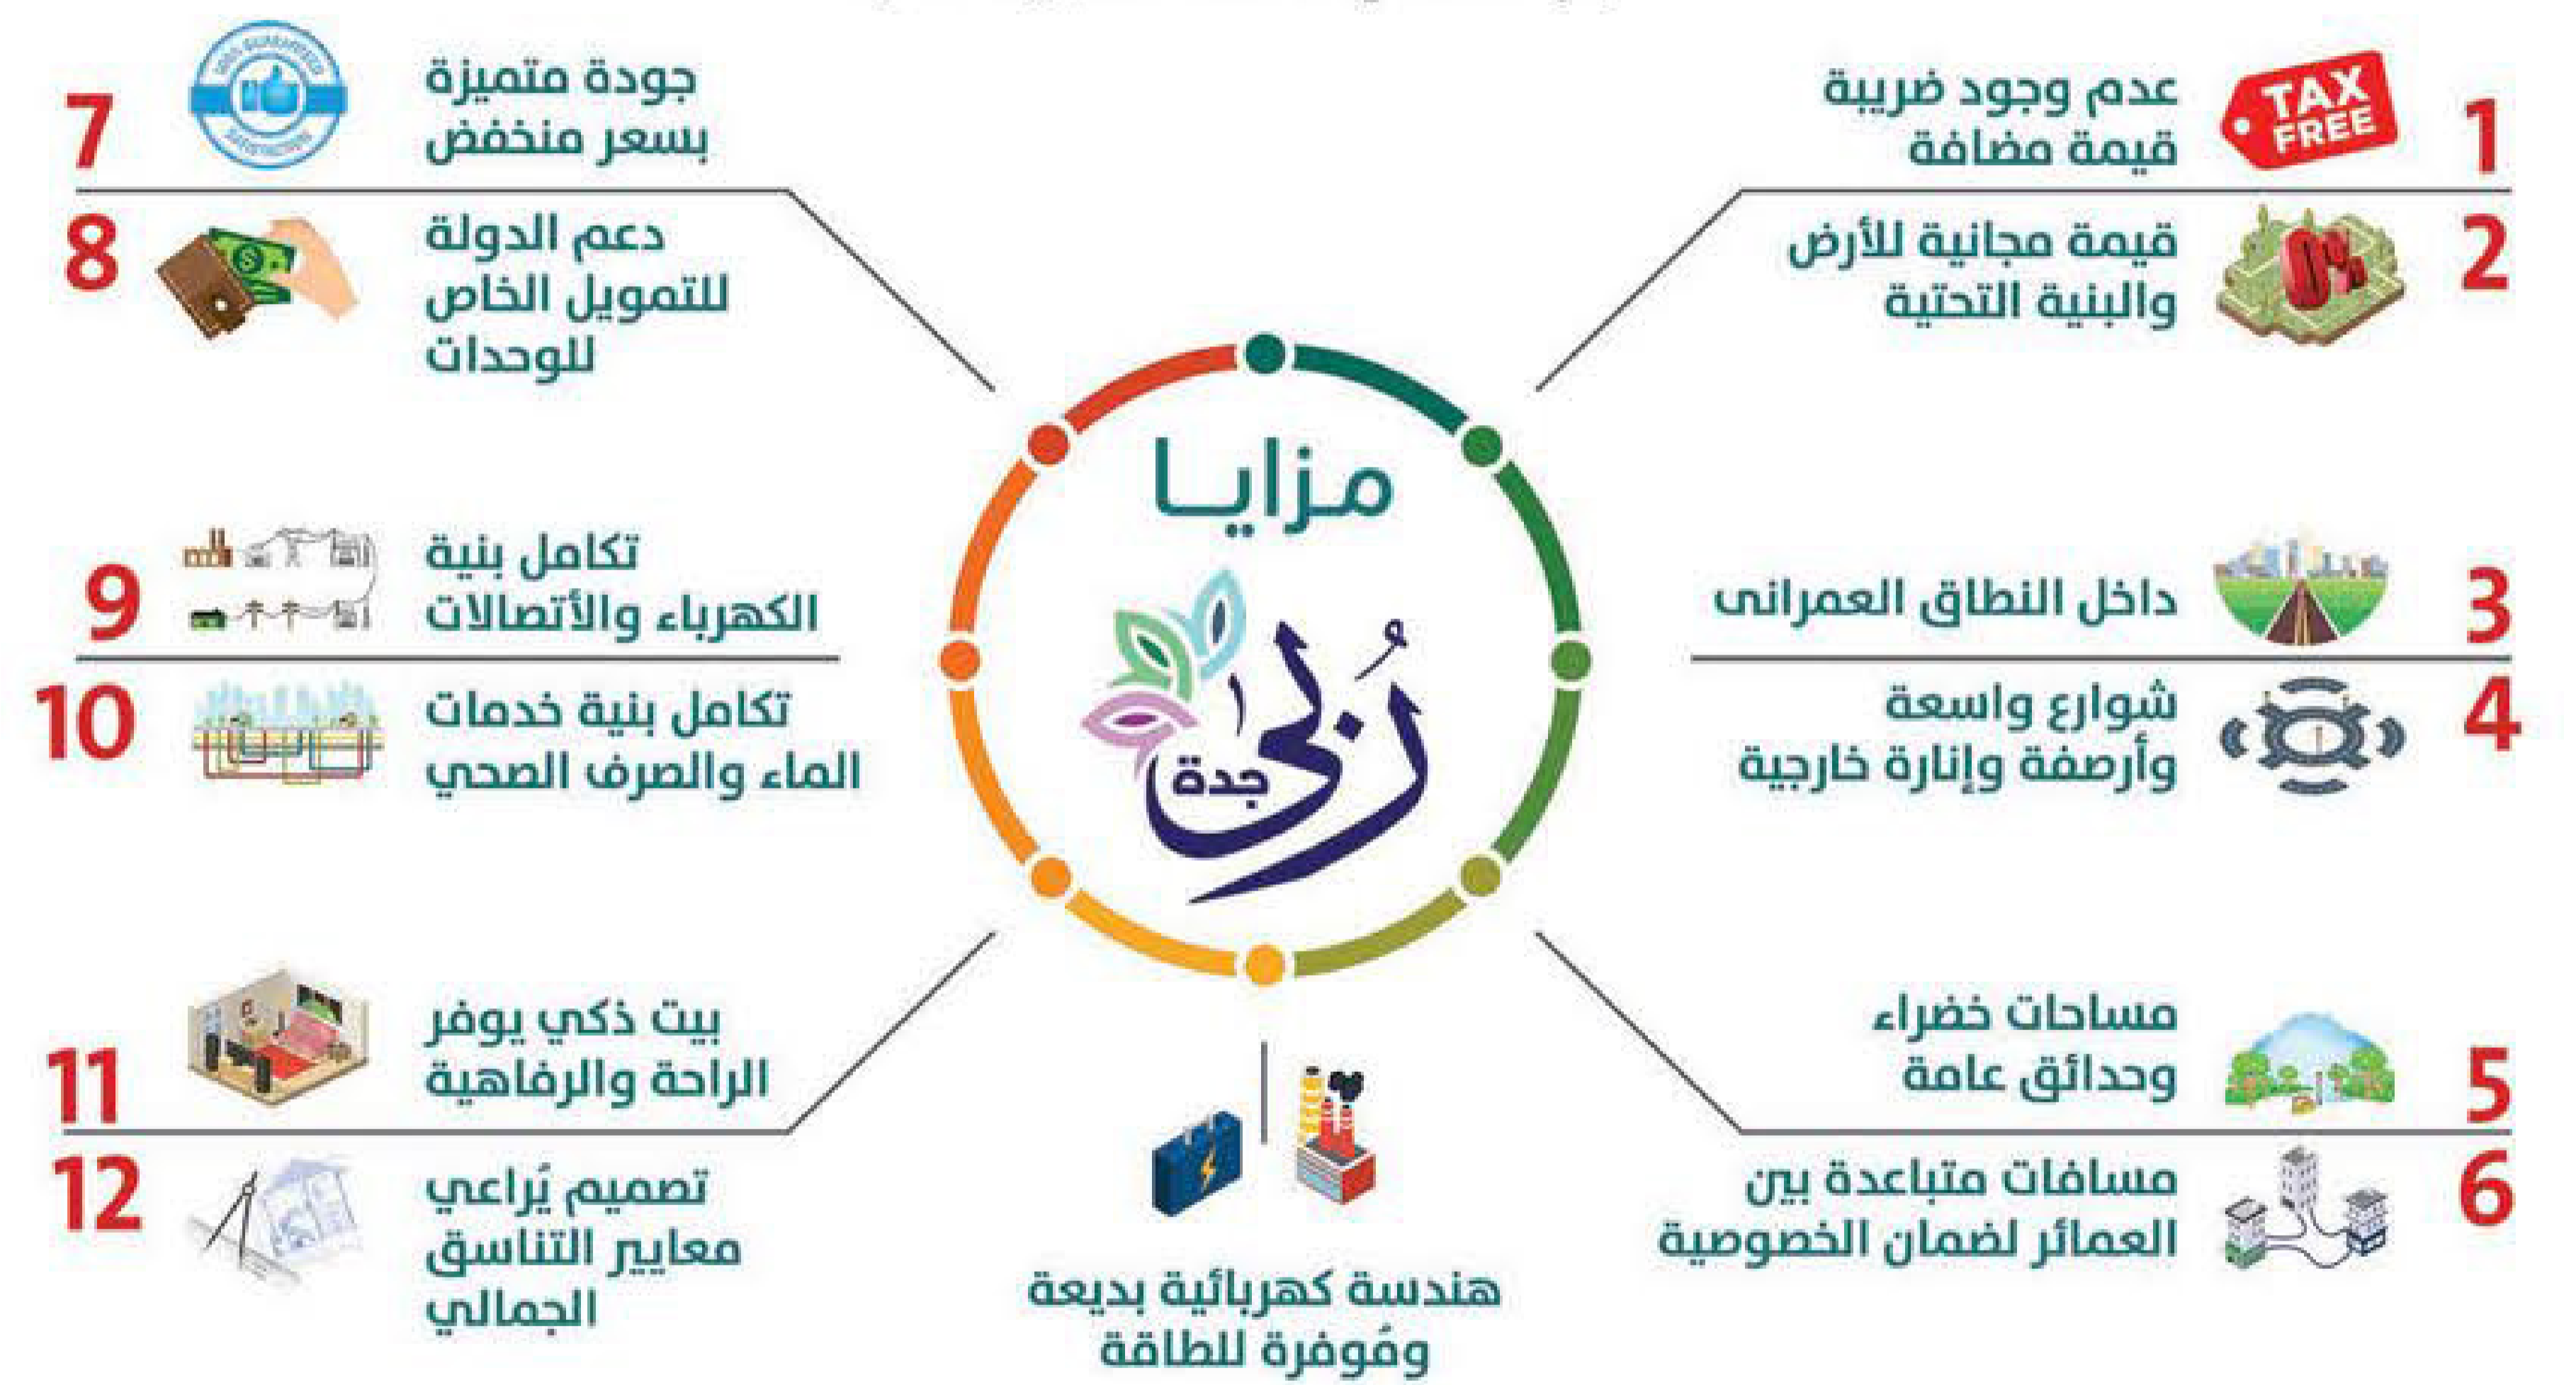 مزايا
رُبى
جدة
1
TAX
FREE
عدم وجود ضريبة
قيمة مضافة
2
0%
قيمة مجانية للأرض
والبنية التحتية
3
داخل النطاق العمرانى
4
شوارع واسعة
وأرصفة وإنارة خارجية
5
مساحات خضراء
وحدائق عامة
6
مسافات متباعدة بين
العمائر لضمان الخصوصية
7
جودة متميزة
بسعر منخفض
8
دعم الدولة
للتمويل الخاص
للوحدات
9
تكامل بنية
الكهرباء والأتصالات
10
تكامل بنية خدمات
الماء والصرف الصحي
11
بيت ذكي يوفر
الراحة والرفاهية
12
تصميم يُراعي
معايير التناسق
الجمالي
هندسة كهربائية بديعة
ومُوفرة للطاقة